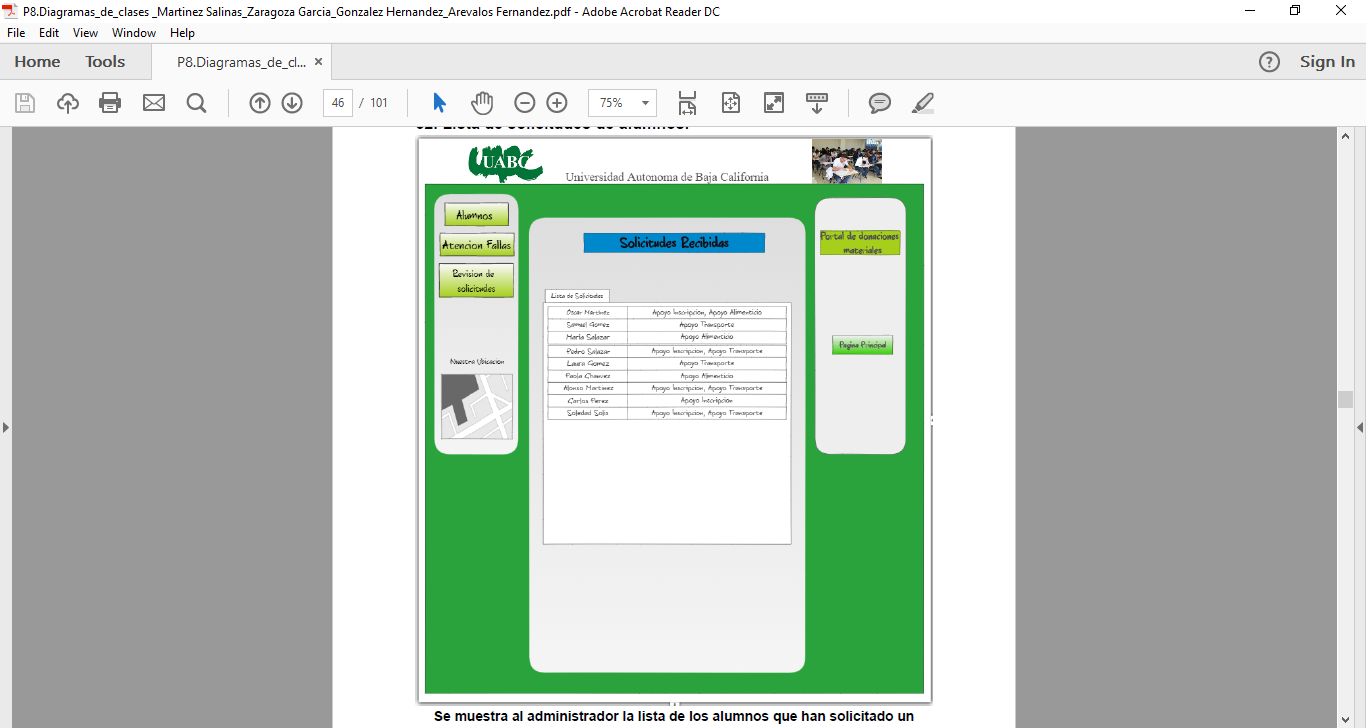 P8.Diagramas_de_clases _Martinez Salinas_Zaragoza Garcia_Gonzalez Hernandez_Arevalos Fernandez.pdf - Adobe Acrobat Reader DC
File Edit View Window Help
Home Tools P8.Diagramas_de_cl... × ? Sign In
46 / 101 75%
UABC
Universidad Autonoma de Baja California
Alumnos
Atencion Fallas
Revision de
solicitudes
Nuestra Ubicacion
Solicitudes Recibidas
Lista de Solicitudes
Oscar Martinez Apoyo Inscripcion, Apoyo Alimenticio
Samuel Gomez Apoyo Transporte
Maria Salazar Apoyo Alimenticio
Pedro Salazar Apoyo Inscripcion, Apoyo Transporte
Laura Gomez Apoyo Transporte
Paola Chavvez Apoyo Alimenticio
Alonso Martinez Apoyo Inscripcion, Apoyo Transporte
Carlos Perez Apoyo Inscripcion
Soledad Solis Apoyo Inscripcion, Apoyo Transporte
Portal de donaciones
materiales
Pagina Principal
Se muestra al administrador la lista de los alumnos que han solicitado un